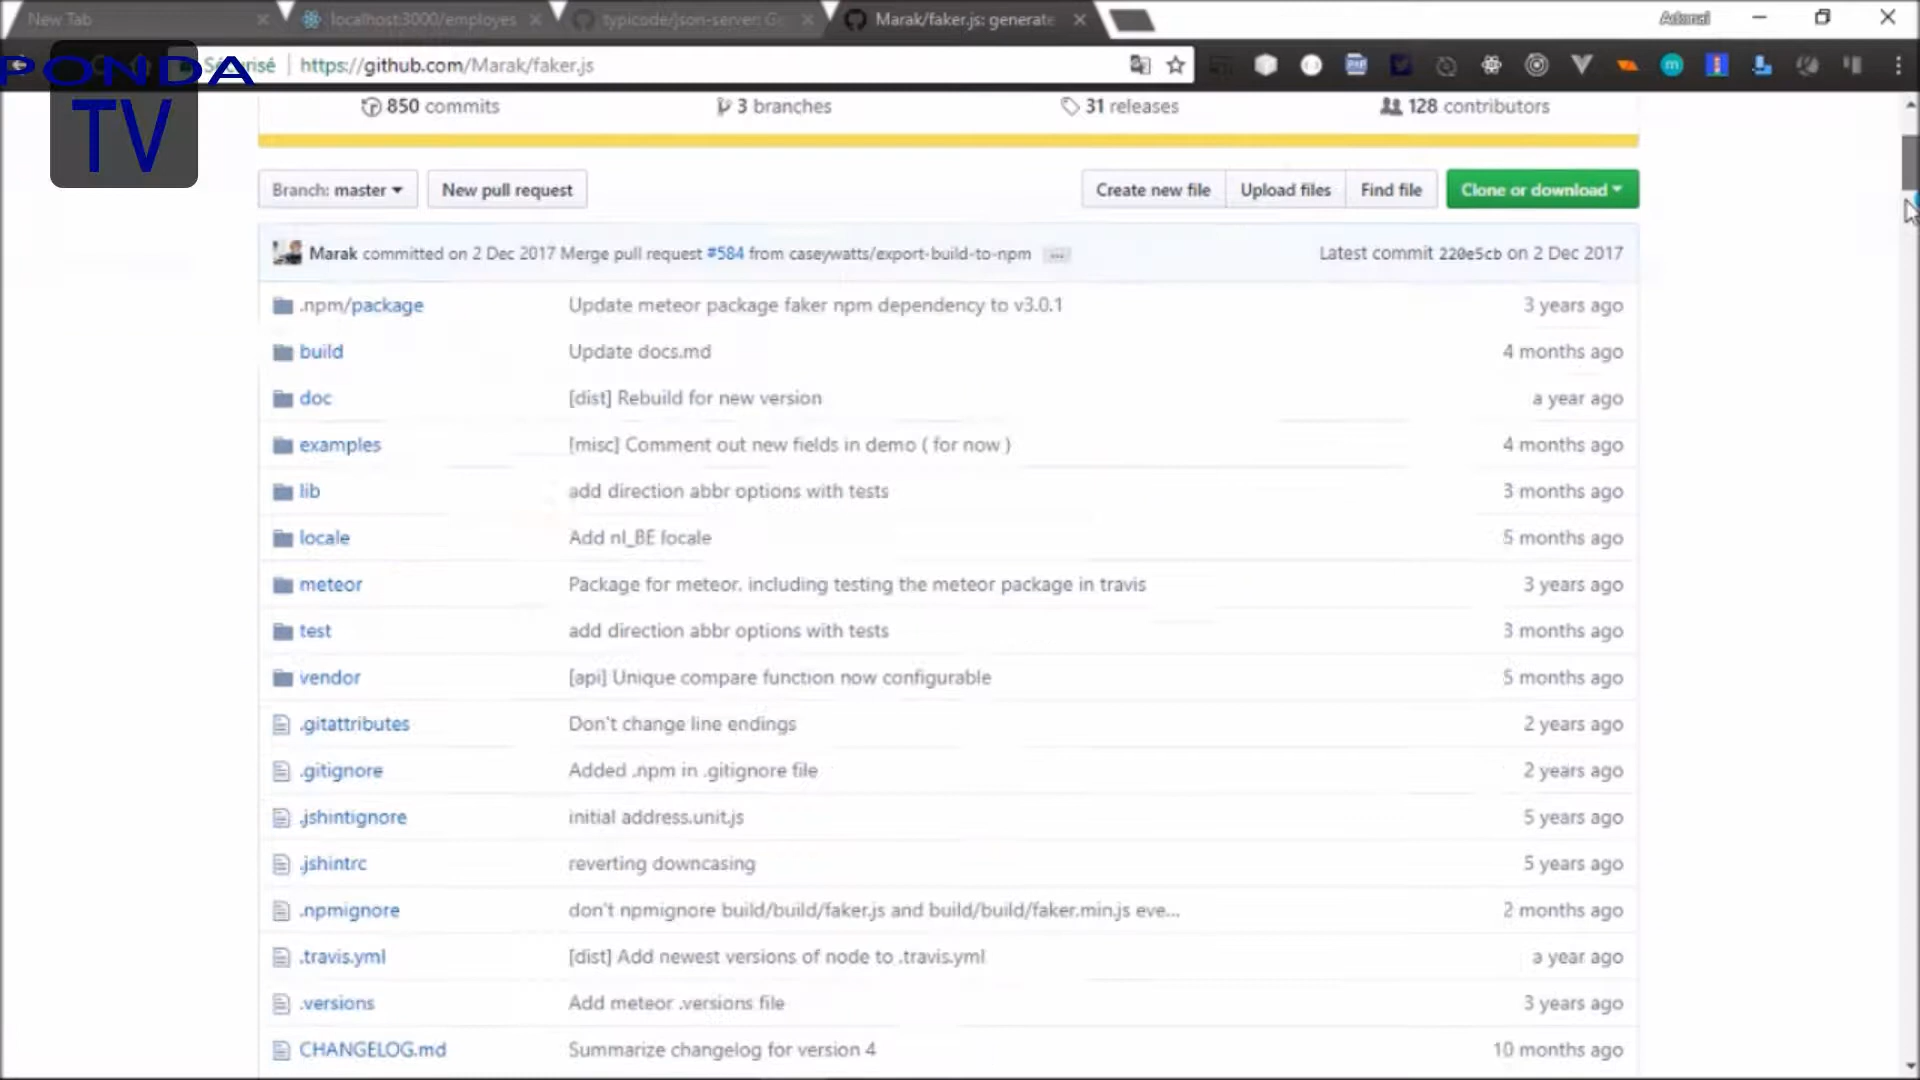 New Tab
localhost:3000/employes
typicode/json-server: Ge
Marak/faker.js: generate
Adonai
PONDA
TV
Sécurisé
https://github.com/Marak/faker.js
850 commits
3 branches
31 releases
128 contributors
Branch: master
New pull request
Create new file
Upload files
Find file
Clone or download
Marak committed on 2 Dec 2017 Merge pull request #584 from caseywatts/export-build-to-npm ...
Latest commit 220e5cb on 2 Dec 2017
.npm/package Update meteor package faker npm dependency to v3.0.1 3 years ago
build Update docs.md 4 months ago
doc [dist] Rebuild for new version a year ago
examples [misc] Comment out new fields in demo ( for now ) 4 months ago
lib add direction abbr options with tests 3 months ago
locale Add nl_BE locale 5 months ago
meteor Package for meteor. including testing the meteor package in travis 3 years ago
test add direction abbr options with tests 3 months ago
vendor [api] Unique compare function now configurable 5 months ago
.gitattributes Don't change line endings 2 years ago
.gitignore Added .npm in .gitignore file 2 years ago
.jshintignore initial address.unit.js 5 years ago
.jshintrc reverting downcasing 5 years ago
.npmignore don't npmignore build/build/faker.js and build/build/faker.min.js eve... 2 months ago
.travis.yml [dist] Add newest versions of node to .travis.yml a year ago
.versions Add meteor .versions file 3 years ago
CHANGELOG.md Summarize changelog for version 4 10 months ago